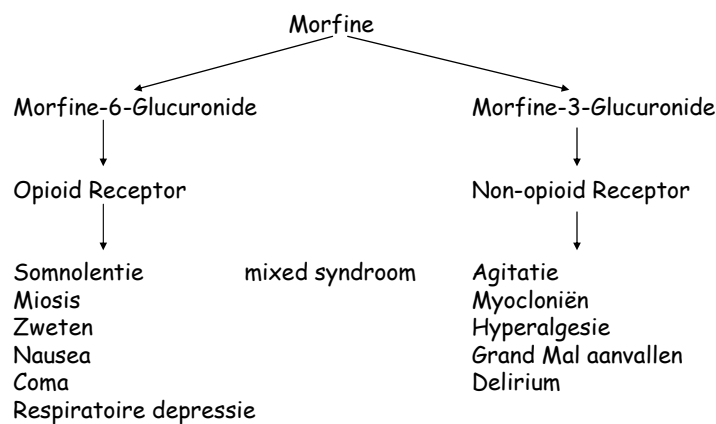 Morfine
Morfine-6-Glucuronide
Morfine-3-Glucuronide
Opioid Receptor
Non-opioid Receptor
Somnolentie
Miosis
Zweten
Nausea
Coma
Respiratoire depressie
mixed syndroom
Agitatie
Myocloniën
Hyperalgesie
Grand Mal aanvallen
Delirium